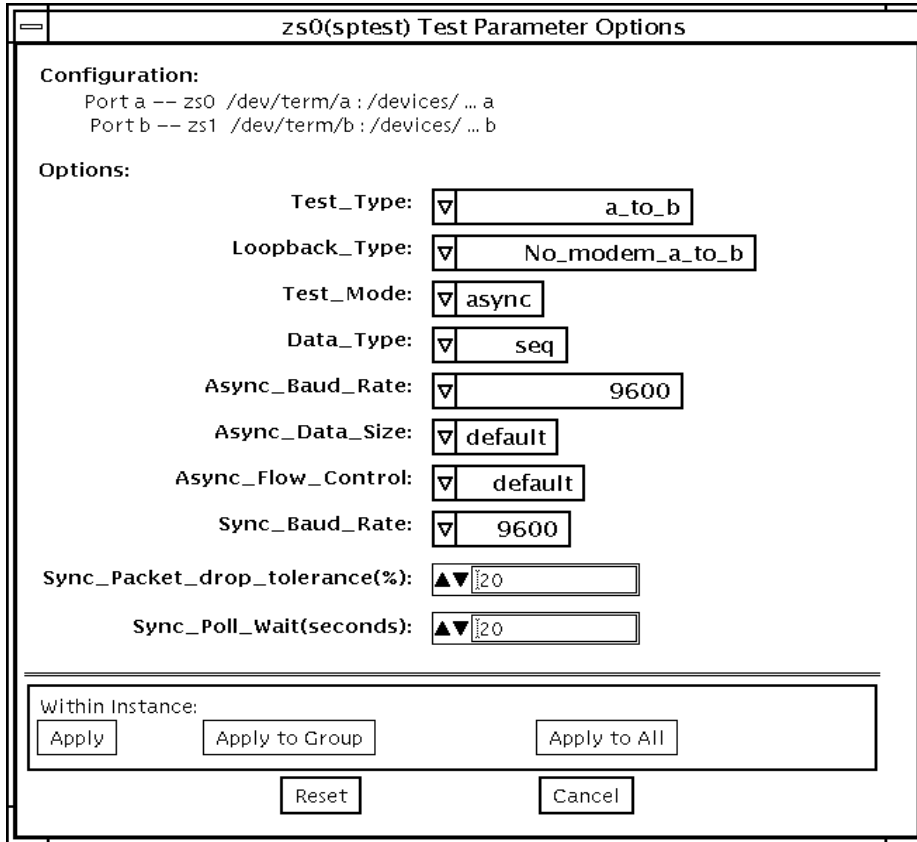 zs0(sptest) Test Parameter Options
Configuration:
Port a -- zs0 /dev/term/a : /devices/ ... a
Port b -- zs1 /dev/term/b : /devices/ ... b
Options:
Test_Type: a_to_b
Loopback_Type: No_modem_a_to_b
Test_Mode: async
Data_Type: seq
Async_Baud_Rate: 9600
Async_Data_Size: default
Async_Flow_Control: default
Sync_Baud_Rate: 9600
Sync_Packet_drop_tolerance(%): 20
Sync_Poll_Wait(seconds): 20
Within Instance:
Apply Apply to Group Apply to All
Reset Cancel